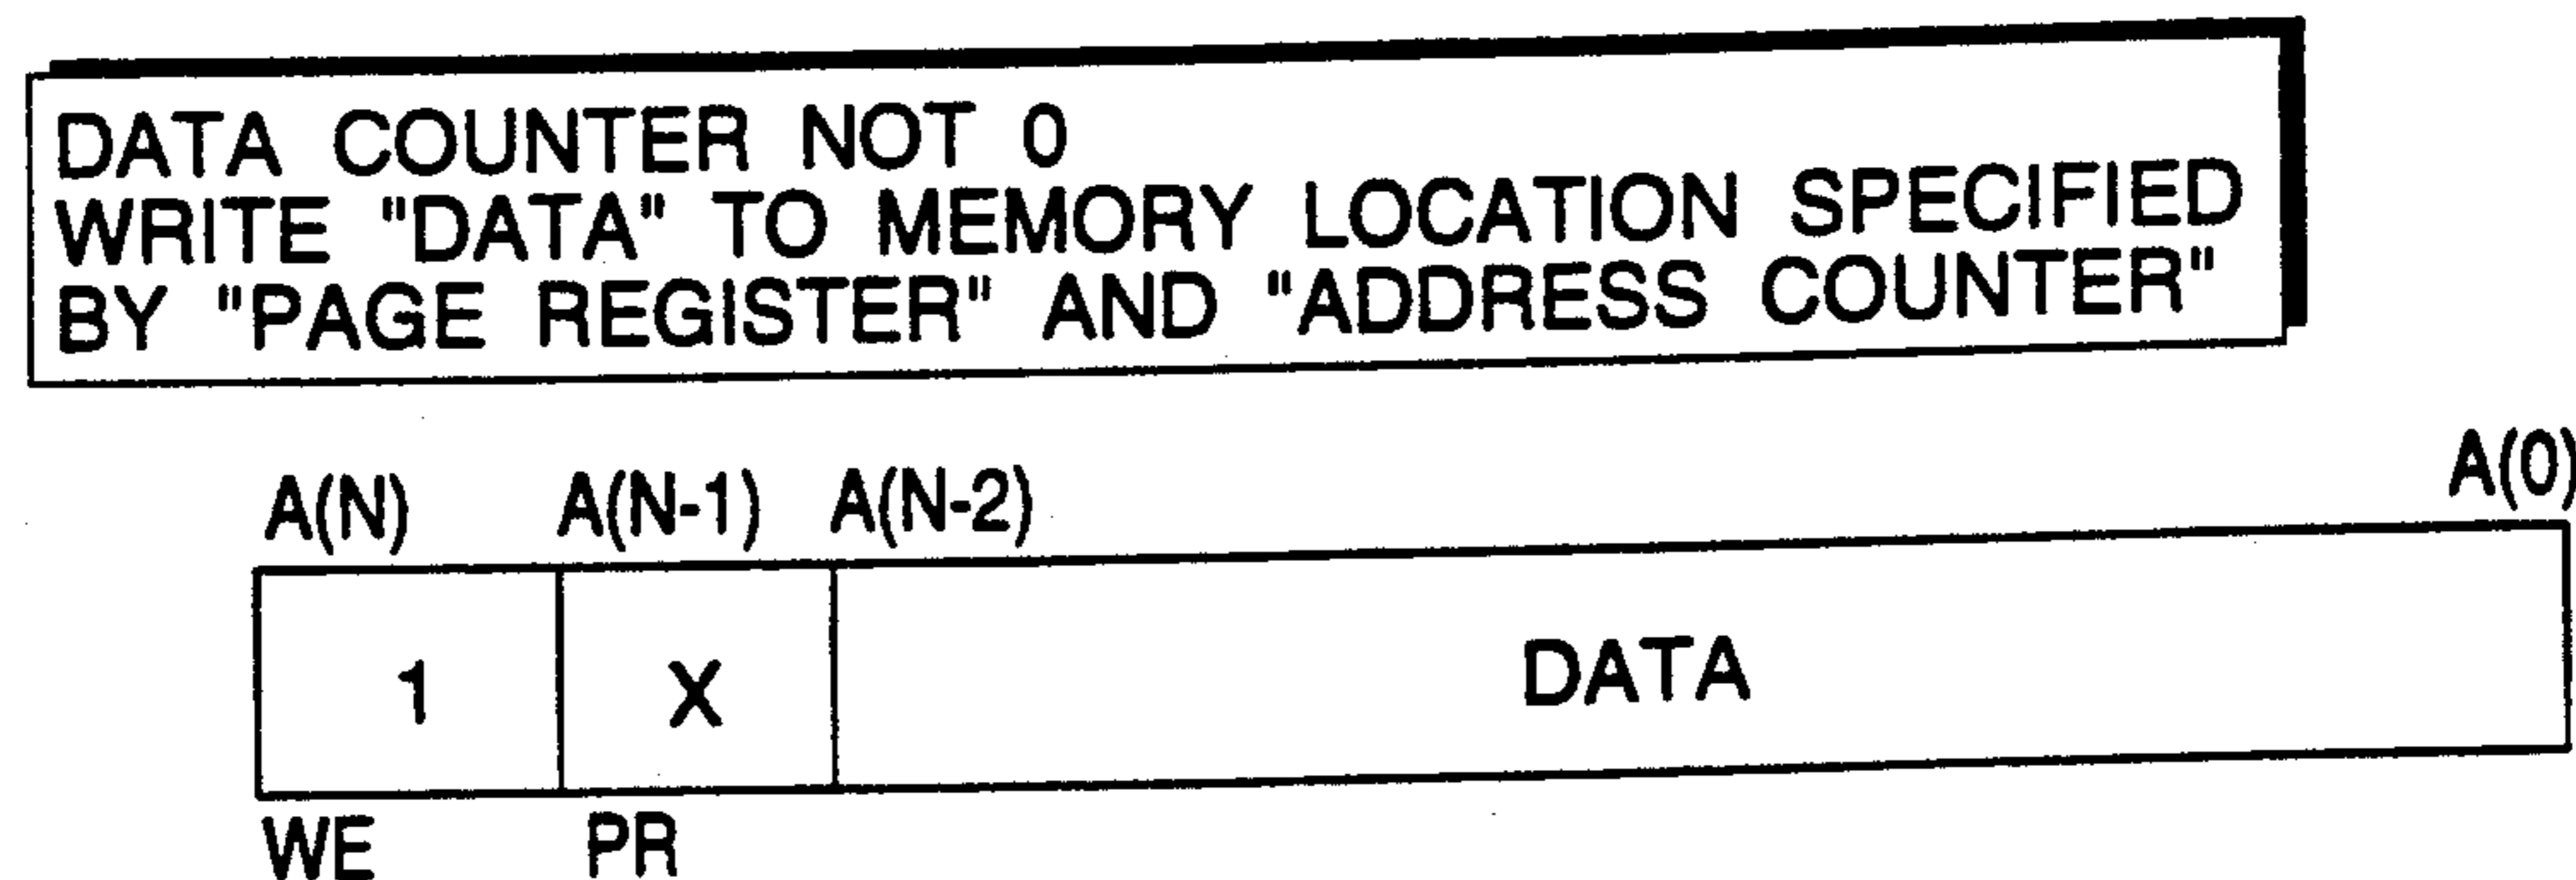 DATA COUNTER NOT 0
WRITE "DATA" TO MEMORY LOCATION SPECIFIED
BY "PAGE REGISTER" AND "ADDRESS COUNTER"
A(N) A(N-1) A(N-2) A(0)
1 X DATA
WE PR